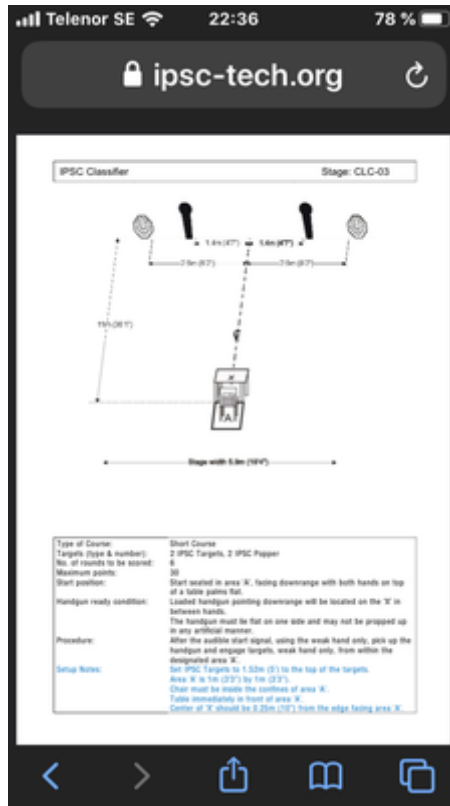 Telenor SE 22:36 78 %
ipsc-tech.org
IPSC Classifier Stage: CLC-03
1.4m (4'7") 1.4m (4'7")
(8'2") (8'2")
11m (36'1")
X
A
Stage width 5.9m (19'4")
Type of Course: Short Course
Targets (type & number): 2 IPSC Targets, 2 IPSC Popper
No. of rounds to be scored: 6
Maximum points: 30
Start position: Start seated in area 'A', facing downrange with both hands on top
of a table palms flat.
Handgun ready condition: Loaded handgun pointing downrange will be located on the 'X' in
between hands.
The handgun must lie flat on one side and may not be propped up
in any artificial manner.
Procedure: After the audible start signal, using the weak hand only, pick up the
handgun and engage targets, weak hand only, from within the
designated area 'A'.
Setup Notes: Set IPSC Targets to 1.52m (5') to the top of the targets.
Area 'A' is 1m (3'3") by 1m (3'3").
Chair must be inside the confines of area 'A'.
Table immediately in front of area 'A'.
Center of 'X' should be 0.25m (10") from the edge facing area 'A'.